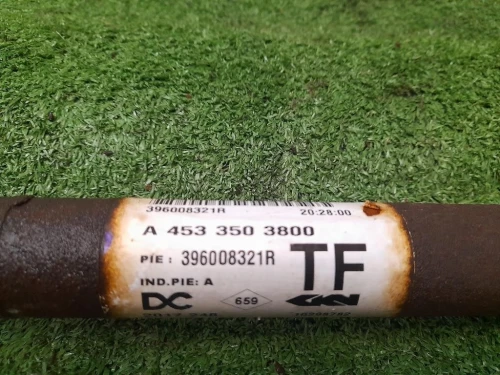 396008321R 20:28:00
A 453 350 3800
PIE: 396008321R TF
IND.PIE: A
DC 659 GKN